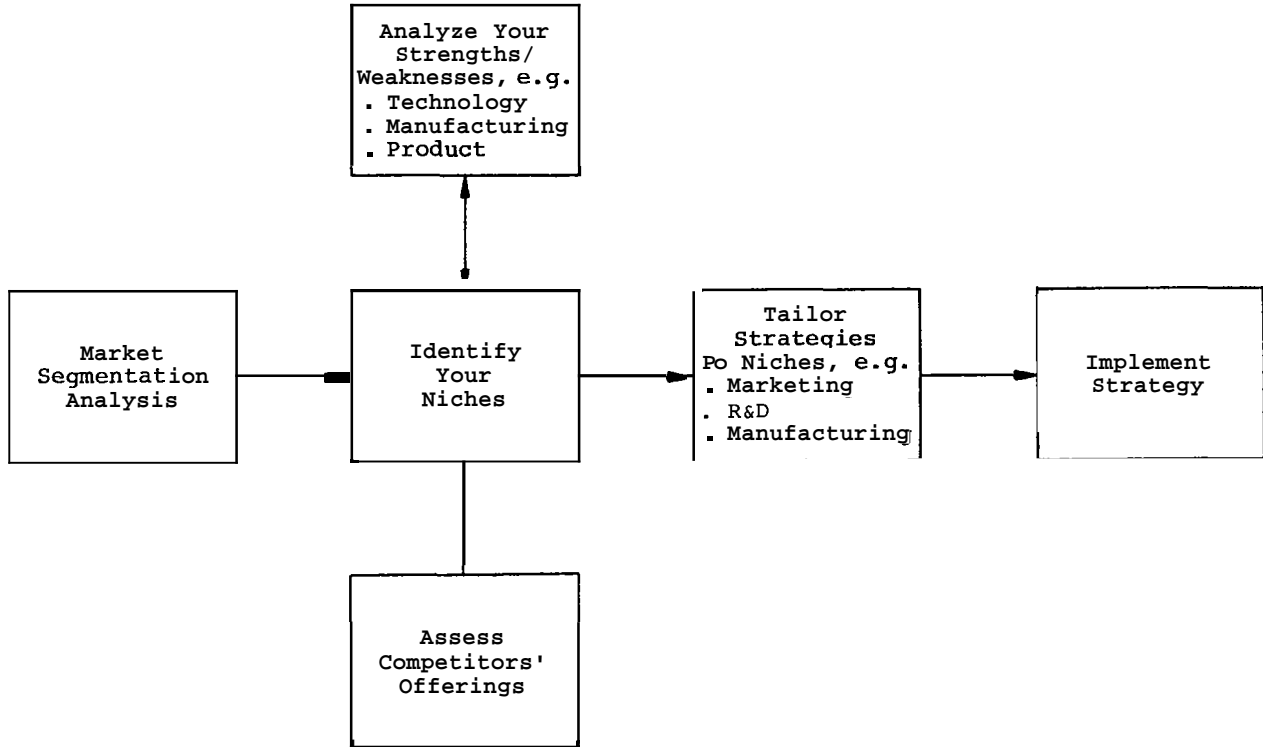 Analyze Your
Strengths/
Weaknesses, e.g.
. Technology
. Manufacturing
. Product
Market
Segmentation
Analysis
Identify
Your
Niches
Tailor
Strategies
Po Niches, e.g.
. Marketing
. R&D
. Manufacturing
Implement
Strategy
Assess
Competitors'
Offerings